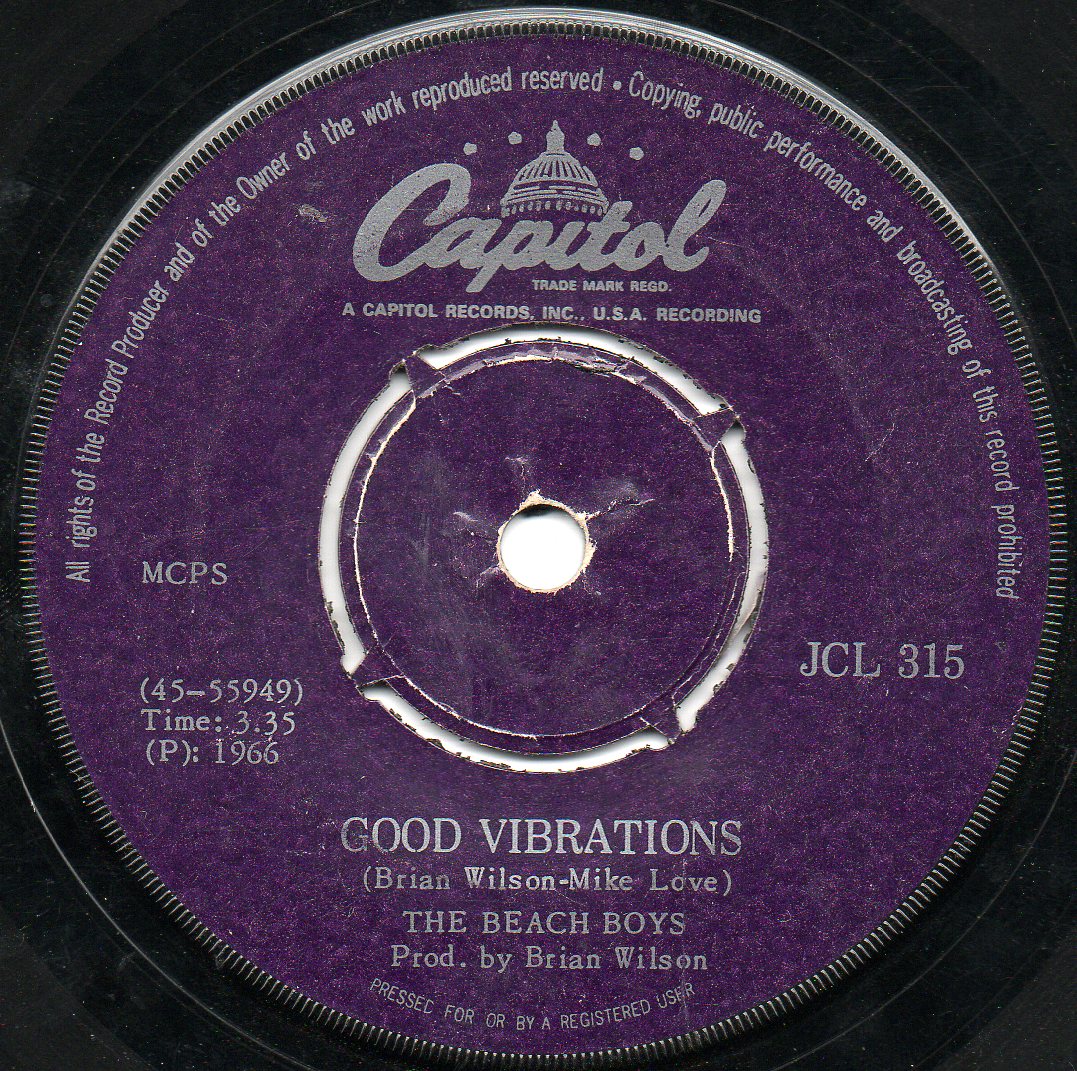 All rights of the Record Producer and of the Owner of the work reproduced reserved • Copying, public performance and broadcasting of this record prohibited
Capitol
TRADE MARK REGD.
A CAPITOL RECORDS, INC., U.S.A. RECORDING
MCPS
JCL 315
(45-55949)
Time: 3.35
(P): 1966
GOOD VIBRATIONS
(Brian Wilson-Mike Love)
THE BEACH BOYS
Prod. by Brian Wilson
PRESSED FOR OR BY A REGISTERED USER